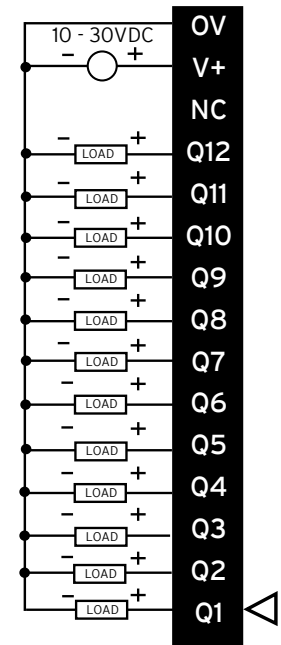 10 - 30VDC 0V
- + V+
NC
- LOAD + Q12
- LOAD + Q11
- LOAD + Q10
- LOAD + Q9
- LOAD + Q8
- LOAD + Q7
- LOAD + Q6
- LOAD + Q5
- LOAD + Q4
- LOAD + Q3
- LOAD + Q2
- LOAD + Q1